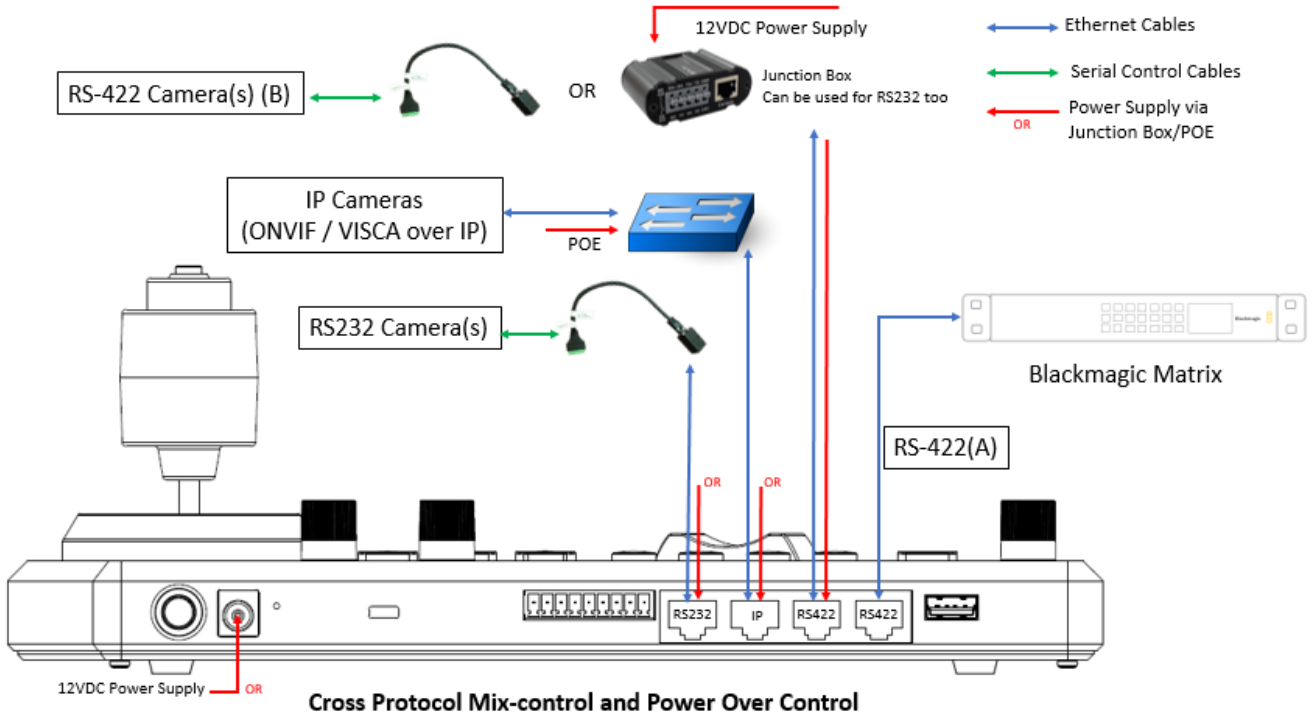 12VDC Power Supply
Ethernet Cables
RS-422 Camera(s) (B)
OR
Junction Box
Can be used for RS232 too
Serial Control Cables
Power Supply via
Junction Box/POE
OR
IP Cameras
(ONVIF / VISCA over IP)
POE
RS232 Camera(s)
Blackmagic
Blackmagic Matrix
RS-422(A)
OR
OR
RS232
IP
RS422
RS422
12VDC Power Supply
OR
Cross Protocol Mix-control and Power Over Control